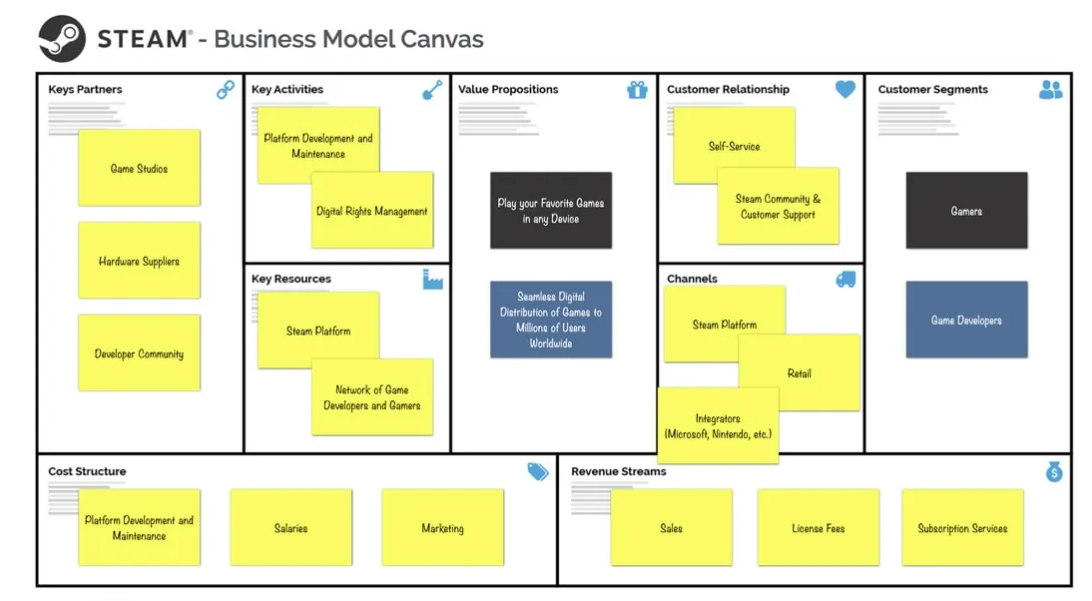 STEAM® - Business Model Canvas
Keys Partners
Game Studios
Hardware Suppliers
Developer Community
Key Activities
Platform Development and
Maintenance
Digital Rights Management
Key Resources
Steam Platform
Network of Game
Developers and Gamers
Value Propositions
Play your Favorite Games
in any Device
Seamless Digital
Distribution of Games to
Millions of Users
Worldwide
Customer Relationship
Self-Service
Steam Community &
Customer Support
Channels
Steam Platform
Retail
Integrators
(Microsoft, Nintendo, etc.)
Customer Segments
Gamers
Game Developers
Cost Structure
Platform Development and
Maintenance
Salaries
Marketing
Revenue Streams
Sales
License Fees
Subscription Services